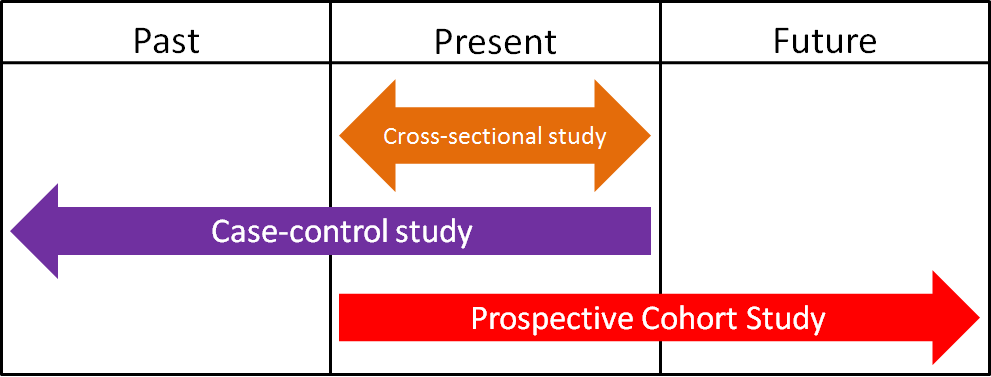 Past Present Future
Cross-sectional study
Case-control study
Prospective Cohort Study